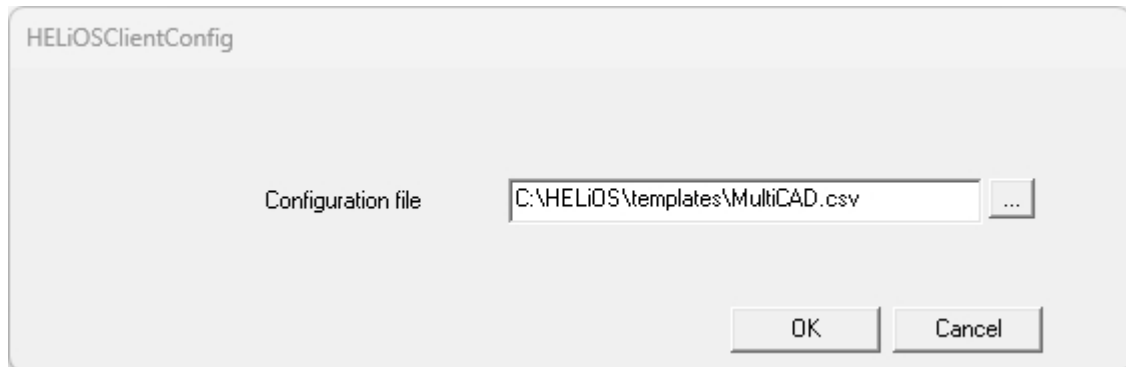 HELiOSClientConfig
Configuration file C:\HELiOS\templates\MultiCAD.csv ...
OK Cancel